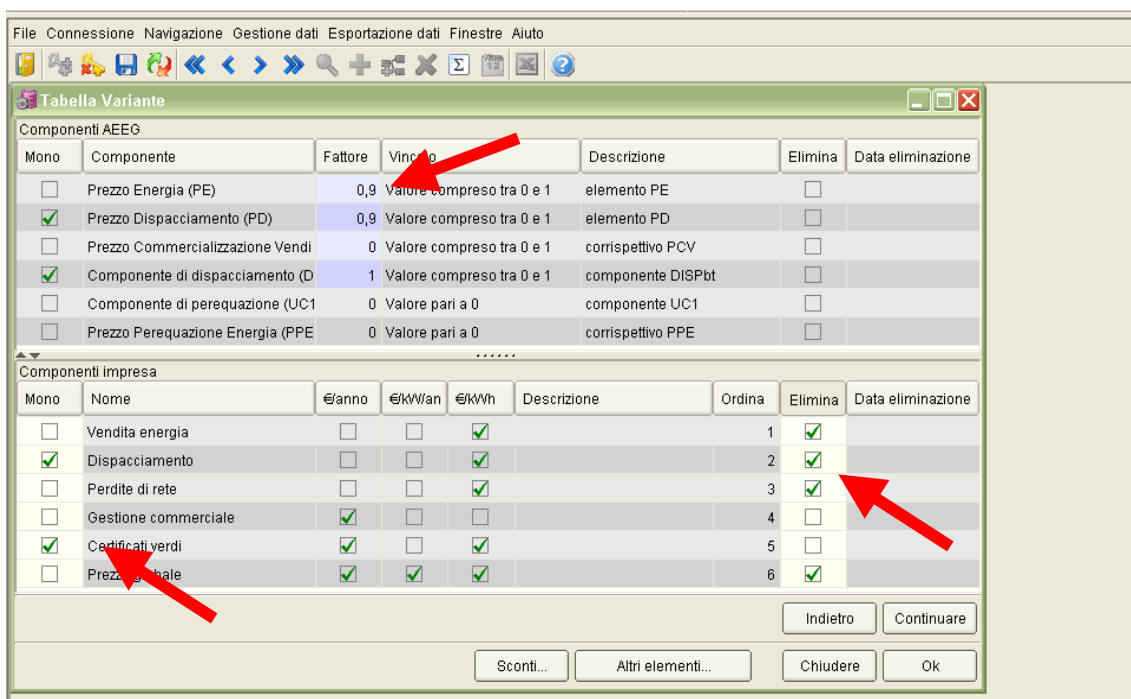 File Connessione Navigazione Gestione dati Esportazione dati Finestre Aiuto
Tabella Variante
Componenti AEEG
Mono Componente Fattore Descrizione Elimina Data eliminazione
Prezzo Energia (PE) 0,9 Valore compreso tra 0 e 1 elemento PE
Prezzo Dispacciamento (PD) 0,9 Valore compreso tra 0 e 1 elemento PD
Prezzo Commercializzazione Vendi 0 Valore compreso tra 0 e 1 corrispettivo PCV
Componente di dispacciamento (D 1 Valore compreso tra 0 e 1 componente DISPbt
Componente di perequazione (UC1 0 Valore pari a 0 componente UC1
Prezzo Perequazione Energia (PPE 0 Valore pari a 0 corrispettivo PPE
Componenti impresa
Mono Nome €/anno €/kW/an €/kWh Descrizione Ordina Elimina Data eliminazione
Vendita energia 1
Dispacciamento 2
Perdite di rete 3
Gestione commerciale 4
Certificati verdi 5
6
Indietro Continuare
Sconti... Altri elementi... Chiudere Ok